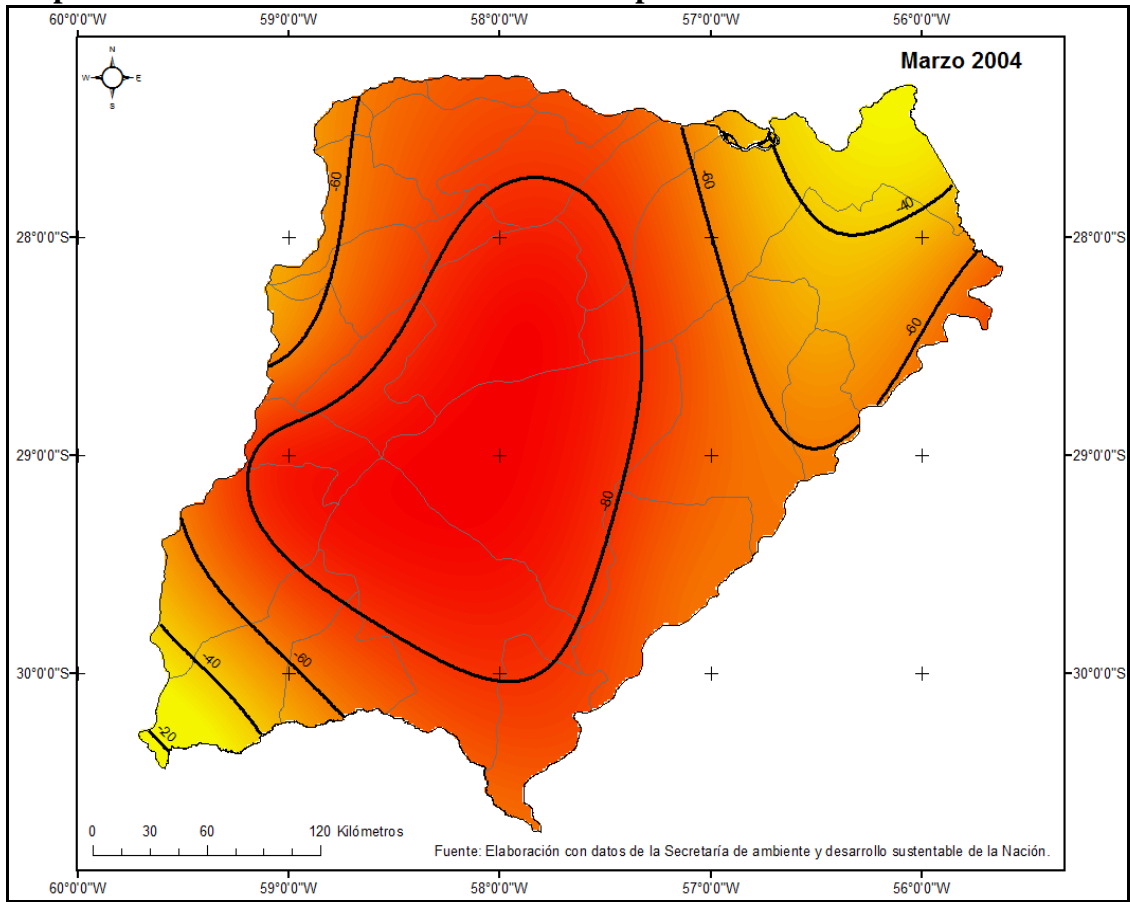 60°0'0"W 59°0'0"W 58°0'0"W 57°0'0"W 56°0'0"W
Marzo 2004
N
W E
S
-60
-60
-40
28°0'0"S 28°0'0"S
-60
29°0'0"S 29°0'0"S
-80
-40
-60
30°0'0"S 30°0'0"S
-20
0 30 60 120 Kilómetros
Fuente: Elaboración con datos de la Secretaría de ambiente y desarrollo sustentable de la Nación.
60°0'0"W 59°0'0"W 58°0'0"W 57°0'0"W 56°0'0"W